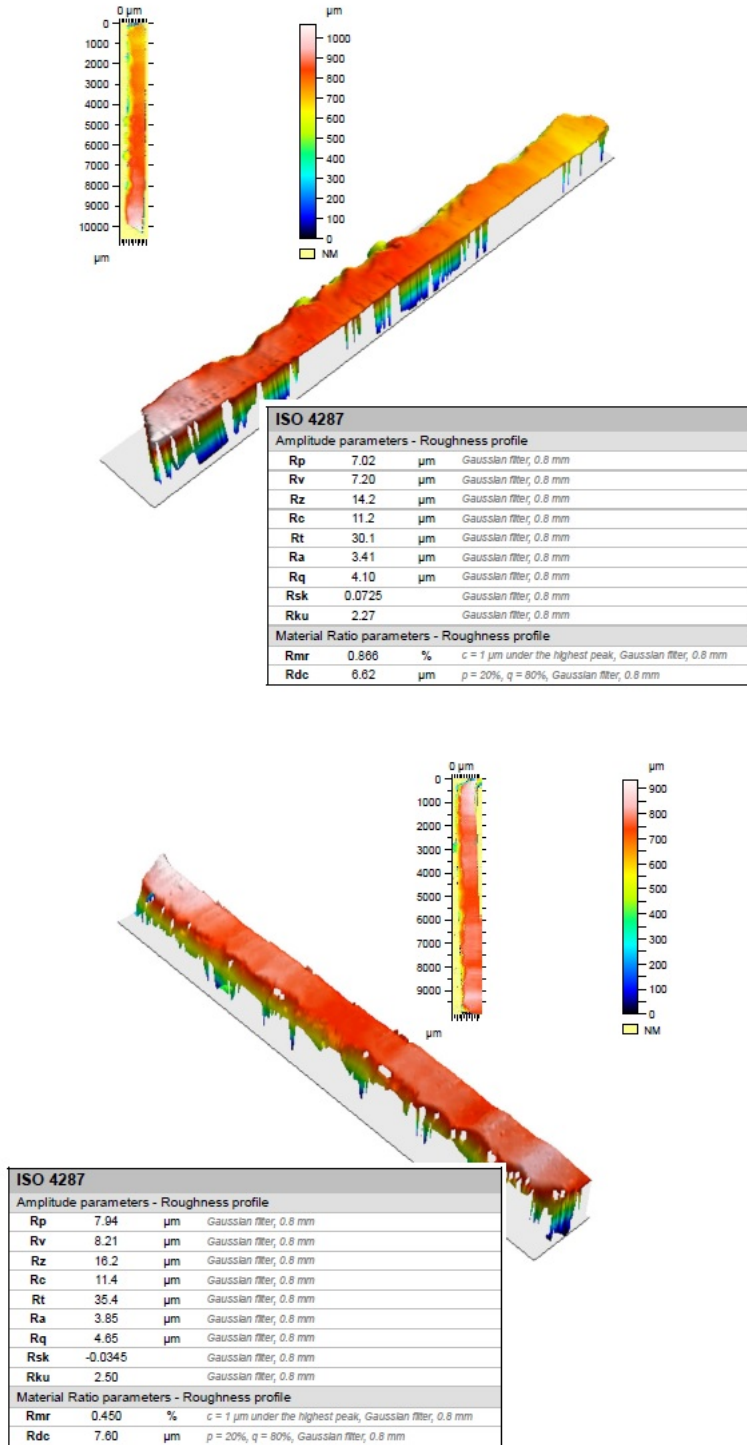 0 µm
0
1000
2000
3000
4000
5000
6000
7000
8000
9000
10000
µm
µm
1000
900
800
700
600
500
400
300
200
100
0
NM
ISO 4287
Amplitude parameters - Roughness profile
Rp 7.02 µm Gaussian filter, 0.8 mm
Rv 7.20 µm Gaussian filter, 0.8 mm
Rz 14.2 µm Gaussian filter, 0.8 mm
Rc 11.2 µm Gaussian filter, 0.8 mm
Rt 30.1 µm Gaussian filter, 0.8 mm
Ra 3.41 µm Gaussian filter, 0.8 mm
Rq 4.10 µm Gaussian filter, 0.8 mm
Rsk 0.0725 Gaussian filter, 0.8 mm
Rku 2.27 Gaussian filter, 0.8 mm
Material Ratio parameters - Roughness profile
Rmr 0.866 % c = 1 µm under the highest peak, Gaussian filter, 0.8 mm
Rdc 6.62 µm p = 20%, q = 80%, Gaussian filter, 0.8 mm
0 µm
0
1000
2000
3000
4000
5000
6000
7000
8000
9000
µm
µm
900
800
700
600
500
400
300
200
100
0
NM
ISO 4287
Amplitude parameters - Roughness profile
Rp 7.94 µm Gaussian filter, 0.8 mm
Rv 8.21 µm Gaussian filter, 0.8 mm
Rz 16.2 µm Gaussian filter, 0.8 mm
Rc 11.4 µm Gaussian filter, 0.8 mm
Rt 35.4 µm Gaussian filter, 0.8 mm
Ra 3.85 µm Gaussian filter, 0.8 mm
Rq 4.65 µm Gaussian filter, 0.8 mm
Rsk -0.0345 Gaussian filter, 0.8 mm
Rku 2.50 Gaussian filter, 0.8 mm
Material Ratio parameters - Roughness profile
Rmr 0.450 % c = 1 µm under the highest peak, Gaussian filter, 0.8 mm
Rdc 7.60 µm p = 20%, q = 80%, Gaussian filter, 0.8 mm